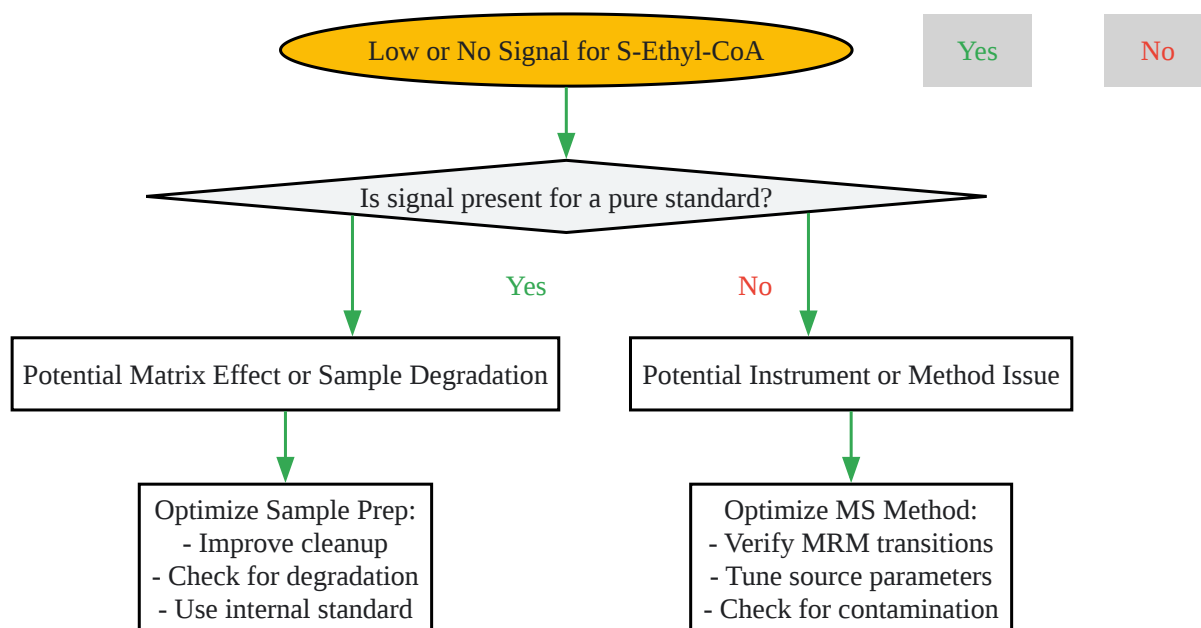 Low or No Signal for S-Ethyl-CoA
Yes
No
Is signal present for a pure standard?
Yes
No
Potential Matrix Effect or Sample Degradation
Potential Instrument or Method Issue
Optimize Sample Prep:
- Improve cleanup
- Check for degradation
- Use internal standard
Optimize MS Method:
- Verify MRM transitions
- Tune source parameters
- Check for contamination